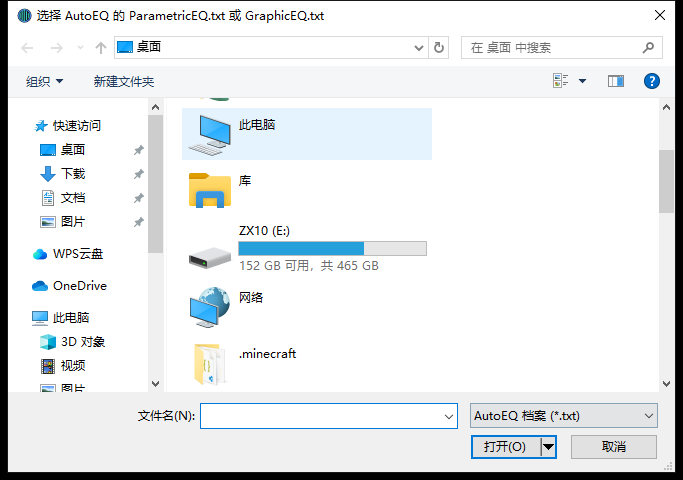 选择 AutoEQ 的 ParametricEQ.txt 或 GraphicEQ.txt
桌面
在 桌面 中搜索
组织
新建文件夹
快速访问
桌面
下载
文档
图片
WPS云盘
OneDrive
此电脑
3D 对象
视频
图片
此电脑
库
ZX10 (E:)
152 GB 可用，共 465 GB
网络
.minecraft
文件名(N):
AutoEQ 档案 (*.txt)
打开(O)
取消